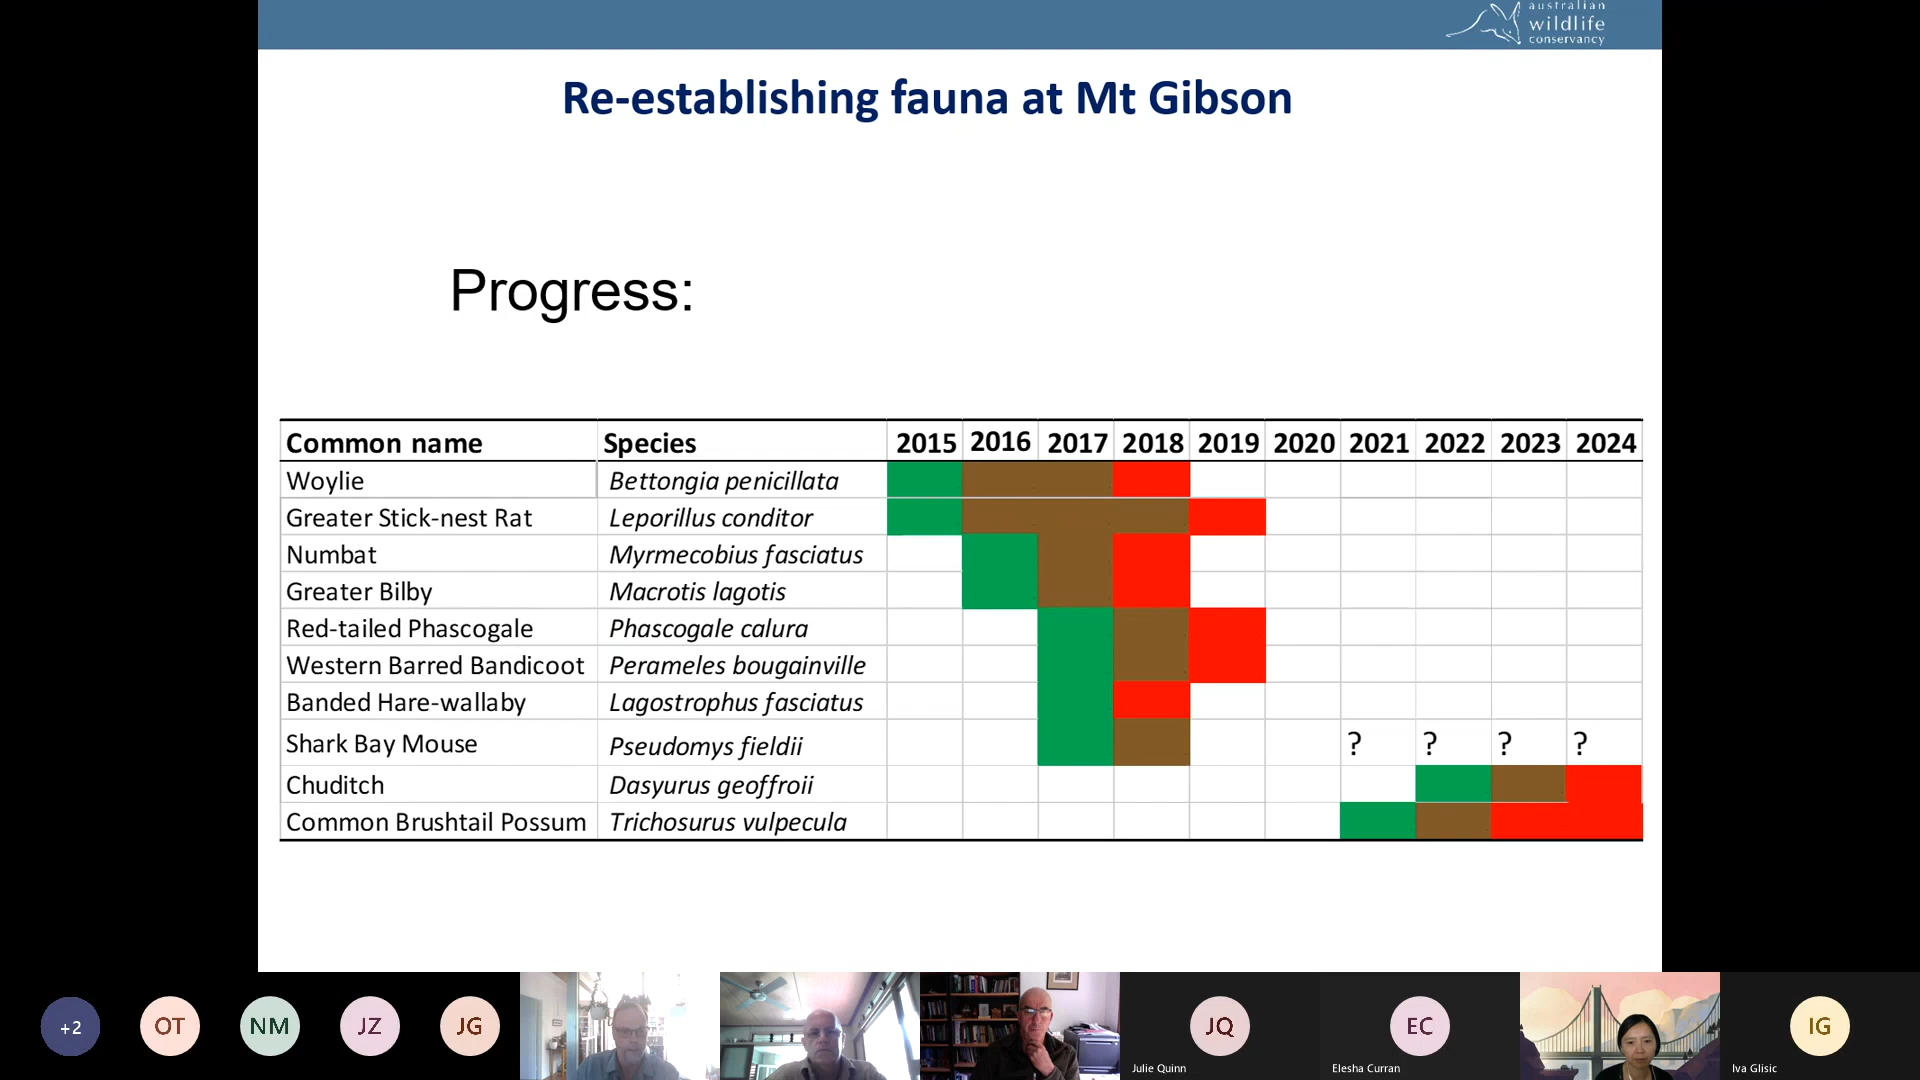 australian
wildlife
conservancy
Re-establishing fauna at Mt Gibson
Progress:
Common name Species 2015 2016 2017 2018 2019 2020 2021 2022 2023 2024
Woylie Bettongia penicillata
Greater Stick-nest Rat Leporillus conditor
Numbat Myrmecobius fasciatus
Greater Bilby Macrotis lagotis
Red-tailed Phascogale Phascogale calura
Western Barred Bandicoot Perameles bougainville
Banded Hare-wallaby Lagostrophus fasciatus
Shark Bay Mouse Pseudomys fieldii ? ? ? ?
Chuditch Dasyurus geoffroii
Common Brushtail Possum Trichosurus vulpecula
+2 OT NM JZ JG JQ EC IG
Julie Quinn Elesha Curran Iva Glisic